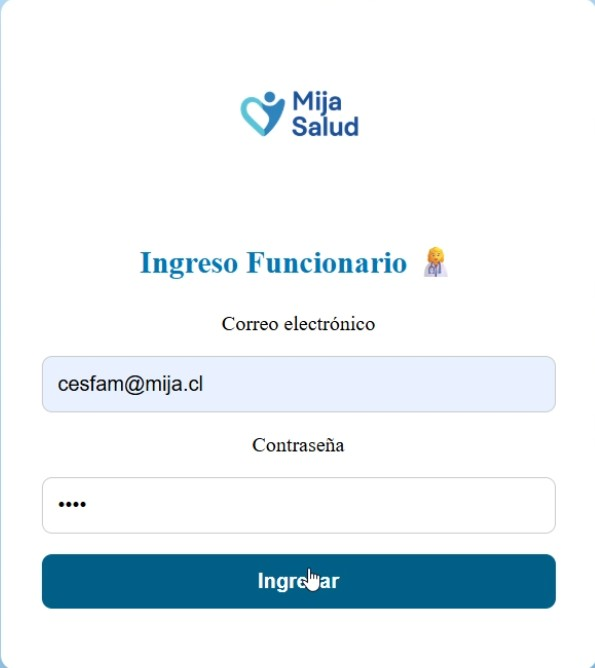 Mija
Salud
Ingreso Funcionario
Correo electrónico
cesfam@mija.cl
Contraseña
••••
Ingresar